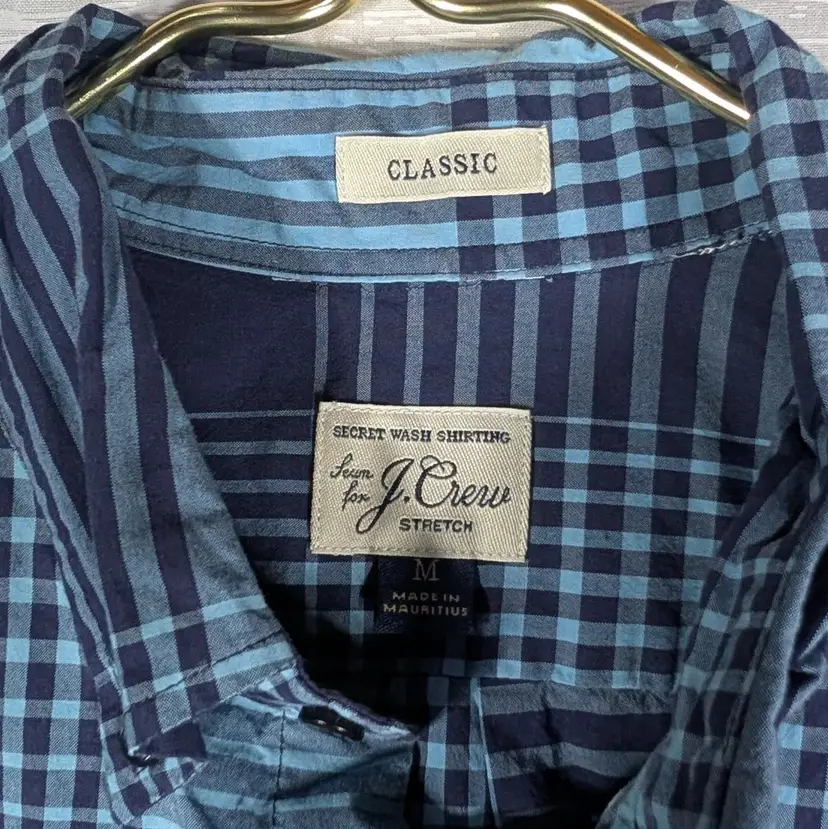 CLASSIC
SECRET WASH SHIRTING
Sewn for J.Crew
STRETCH
M
MADE IN
MAURITIUS